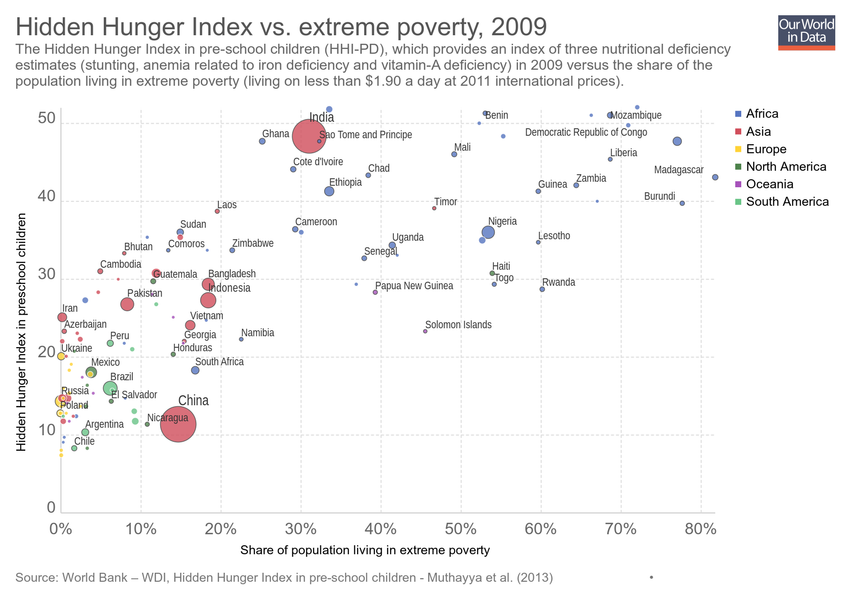 Hidden Hunger Index vs. extreme poverty, 2009
Our World
in Data
The Hidden Hunger Index in pre-school children (HHI-PD), which provides an index of three nutritional deficiency
estimates (stunting, anemia related to iron deficiency and vitamin-A deficiency) in 2009 versus the share of the
population living in extreme poverty (living on less than $1.90 a day at 2011 international prices).
Hidden Hunger Index in preschool children
50
40
30
20
10
0
India
Ghana
Sao Tome and Principe
Benin
Mozambique
Democratic Republic of Congo
Mali
Liberia
Cote d'Ivoire
Chad
Madagascar
Ethiopia
Guinea
Zambia
Burundi
Laos
Timor
Sudan
Cameroon
Nigeria
Bhutan
Comoros
Zimbabwe
Uganda
Lesotho
Senegal
Cambodia
Guatemala
Bangladesh
Haiti
Togo
Indonesia
Pakistan
Papua New Guinea
Rwanda
Iran
Azerbaijan
Vietnam
Georgia
Namibia
Solomon Islands
Peru
Ukraine
Honduras
Mexico
South Africa
Brazil
Russia
El Salvador
Poland
China
Nicaragua
Argentina
Chile
0%
10%
20%
30%
40%
50%
60%
70%
80%
Share of population living in extreme poverty
Africa
Asia
Europe
North America
Oceania
South America
Source: World Bank – WDI, Hidden Hunger Index in pre-school children - Muthayya et al. (2013)
•